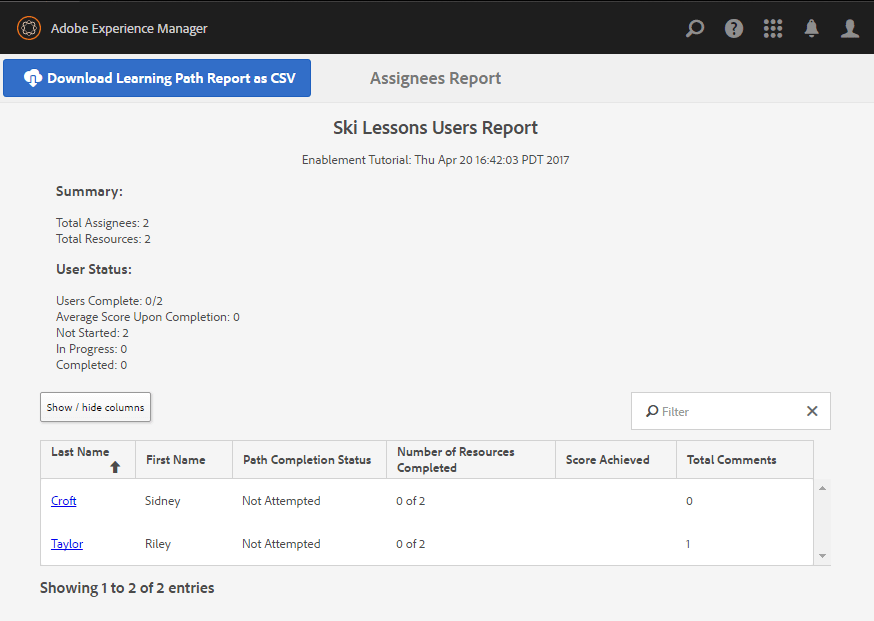 Adobe Experience Manager
Download Learning Path Report as CSV
Assignees Report
Ski Lessons Users Report
Enablement Tutorial: Thu Apr 20 16:42:03 PDT 2017
Summary:
Total Assignees: 2
Total Resources: 2
User Status:
Users Complete: 0/2
Average Score Upon Completion: 0
Not Started: 2
In Progress: 0
Completed: 0
Show / hide columns
Filter
Last Name First Name Path Completion Status Number of Resources Completed Score Achieved Total Comments
Croft Sidney Not Attempted 0 of 2 0
Taylor Riley Not Attempted 0 of 2 1
Showing 1 to 2 of 2 entries